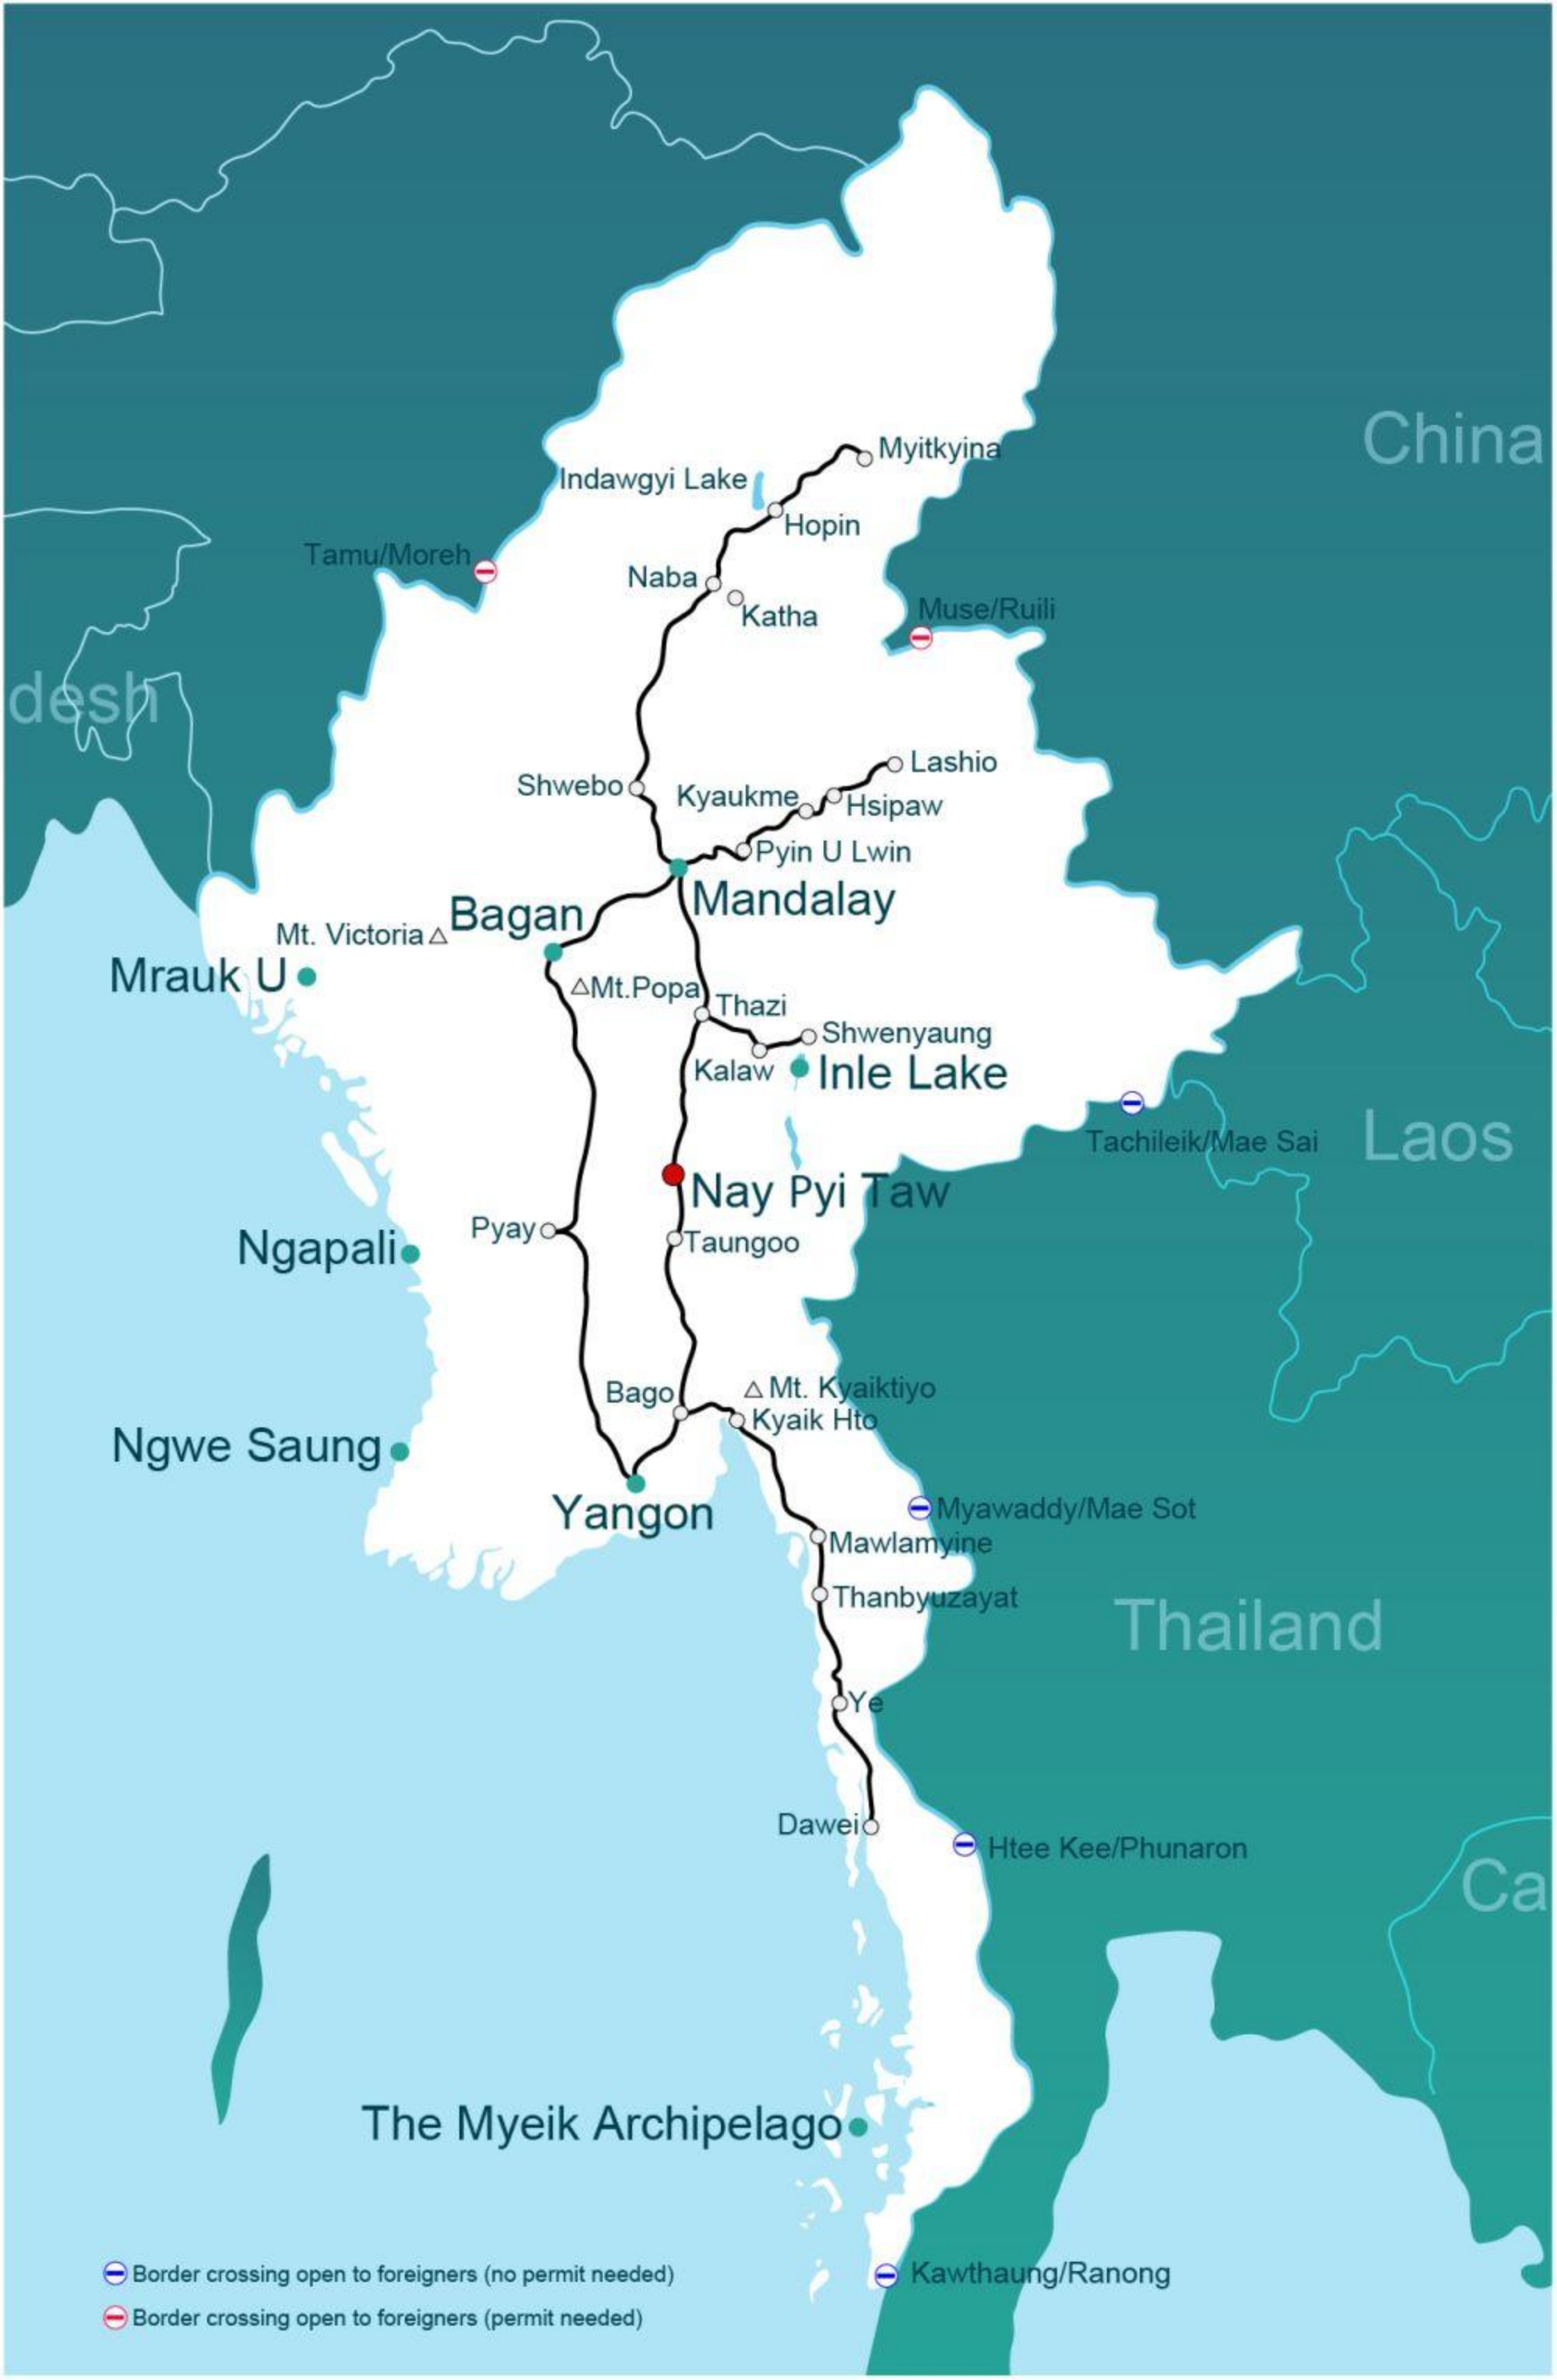 China
Myitkyina
Indawgyi Lake
Hopin
Tamu/Moreh
Naba
Katha
Muse/Ruili
desh
Lashio
Shwebo
Kyaukme
Hsipaw
Pyin U Lwin
Mandalay
Bagan
Mt. Victoria
Mrauk U
Mt.Popa
Thazi
Shwenyaung
Kalaw
Inle Lake
Laos
Tachileik/Mae Sai
Nay Pyi Taw
Pyay
Taungoo
Ngapali
Bago
Mt. Kyaiktiyo
Kyaik Hto
Ngwe Saung
Yangon
Myawaddy/Mae Sot
Mawlamyine
Thanbyuzayat
Thailand
Ye
Dawei
Htee Kee/Phunaron
Ca
The Myeik Archipelago
Kawthaung/Ranong
Border crossing open to foreigners (no permit needed)
Border crossing open to foreigners (permit needed)